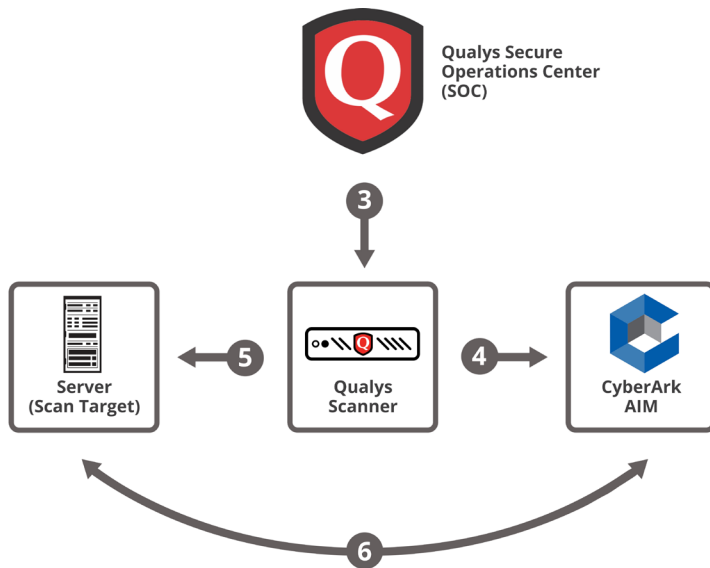 Q
Qualys Secure
Operations Center
(SOC)
3
Server
(Scan Target)
5
Q
Qualys
Scanner
4
CyberArk
AIM
6